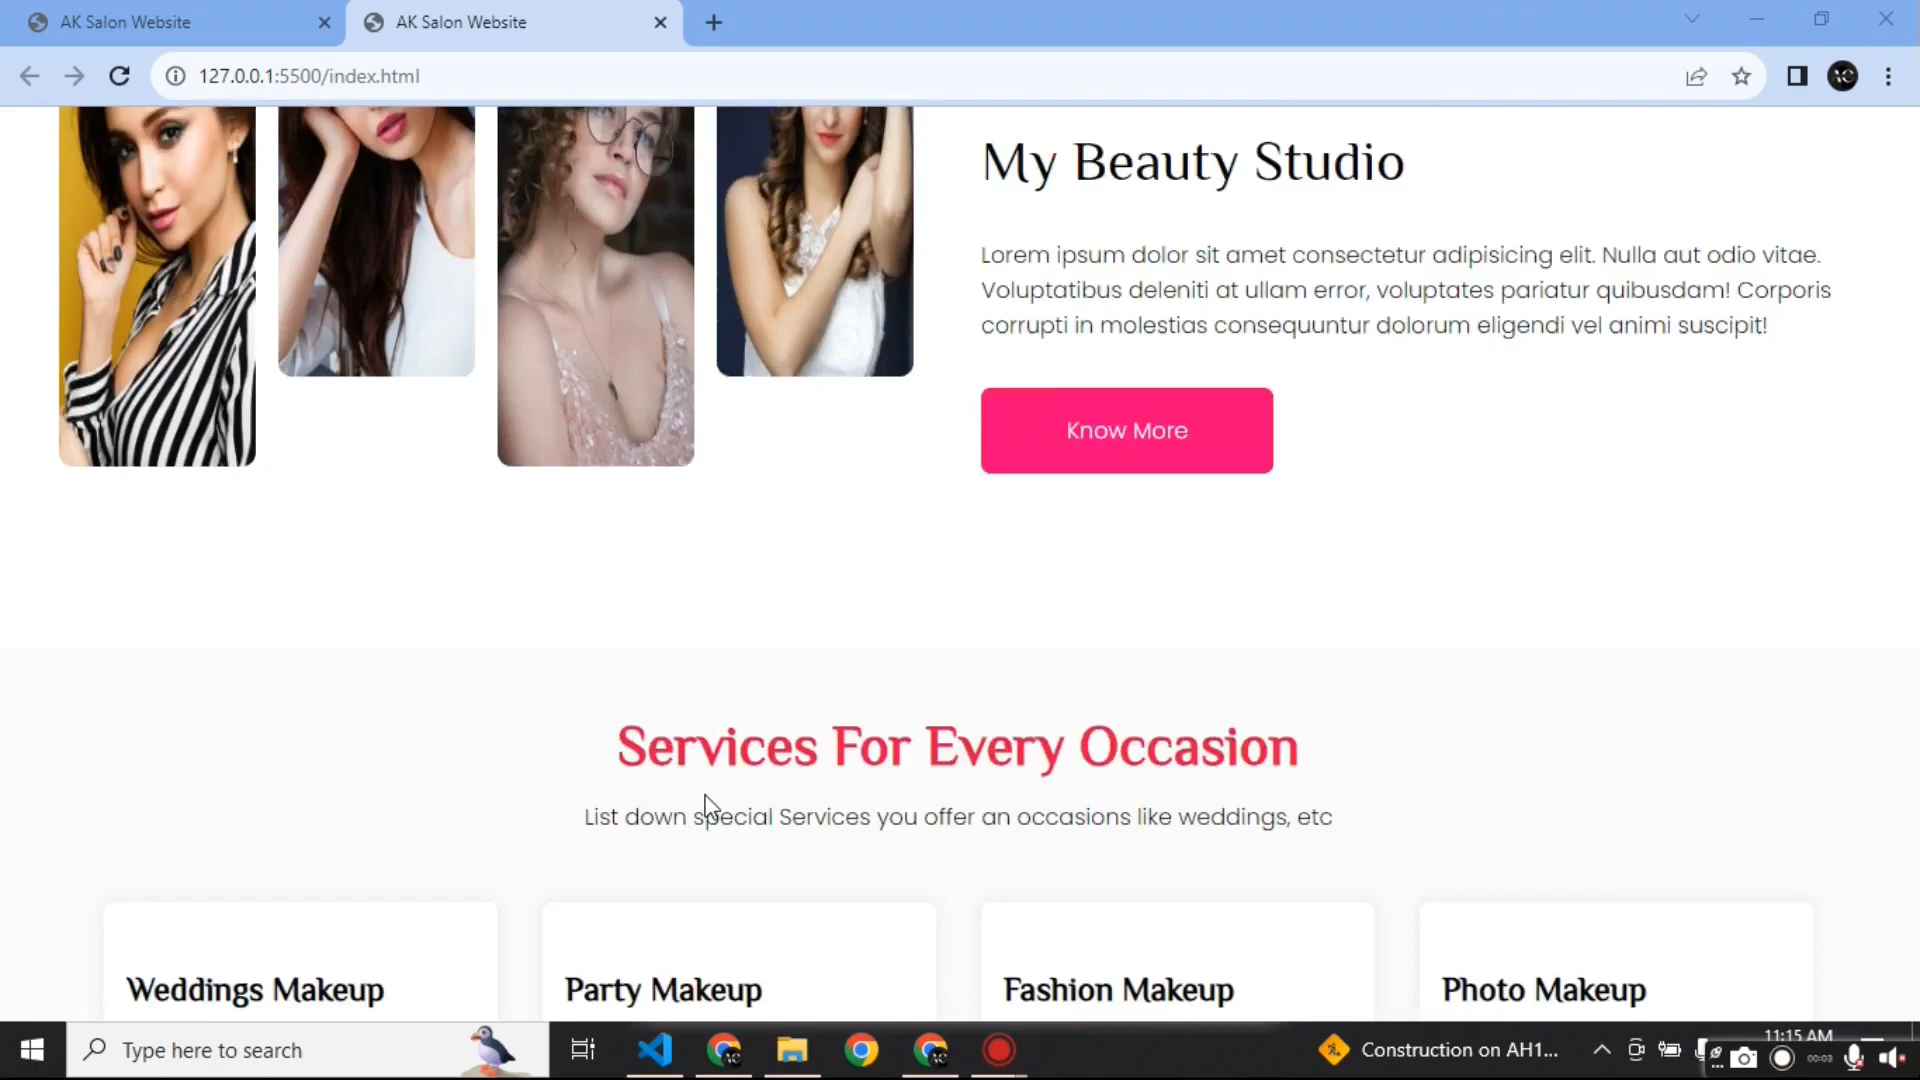 AK Salon Website
AK Salon Website
127.0.0.1:5500/index.html
My Beauty Studio
Lorem ipsum dolor sit amet consectetur adipisicing elit. Nulla aut odio vitae.
Voluptatibus deleniti at ullam error, voluptates pariatur quibusdam! Corporis
corrupti in molestias consequuntur dolorum eligendi vel animi suscipit!
Know More
Services For Every Occasion
List down special Services you offer an occasions like weddings, etc
Weddings Makeup
Party Makeup
Fashion Makeup
Photo Makeup
Type here to search
Construction on AH1...
11:15 AM
00:03